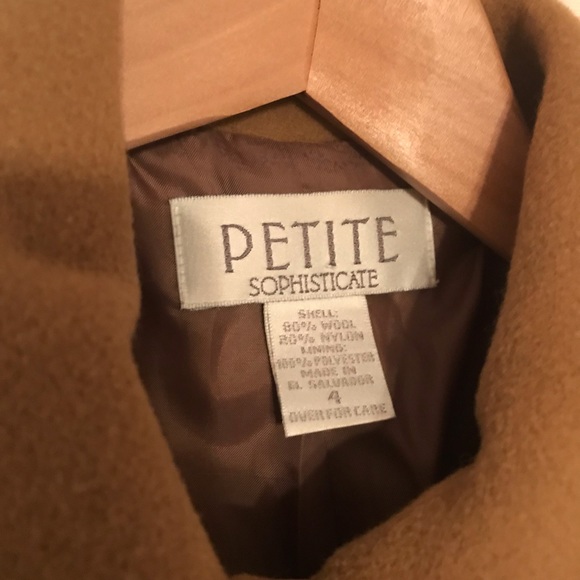 PETITE
SOPHISTICATE
SHELL:
80% WOOL
20% NYLON
LINING:
100% POLYESTER
MADE IN
EL SALVADOR
4
OVER FOR CARE